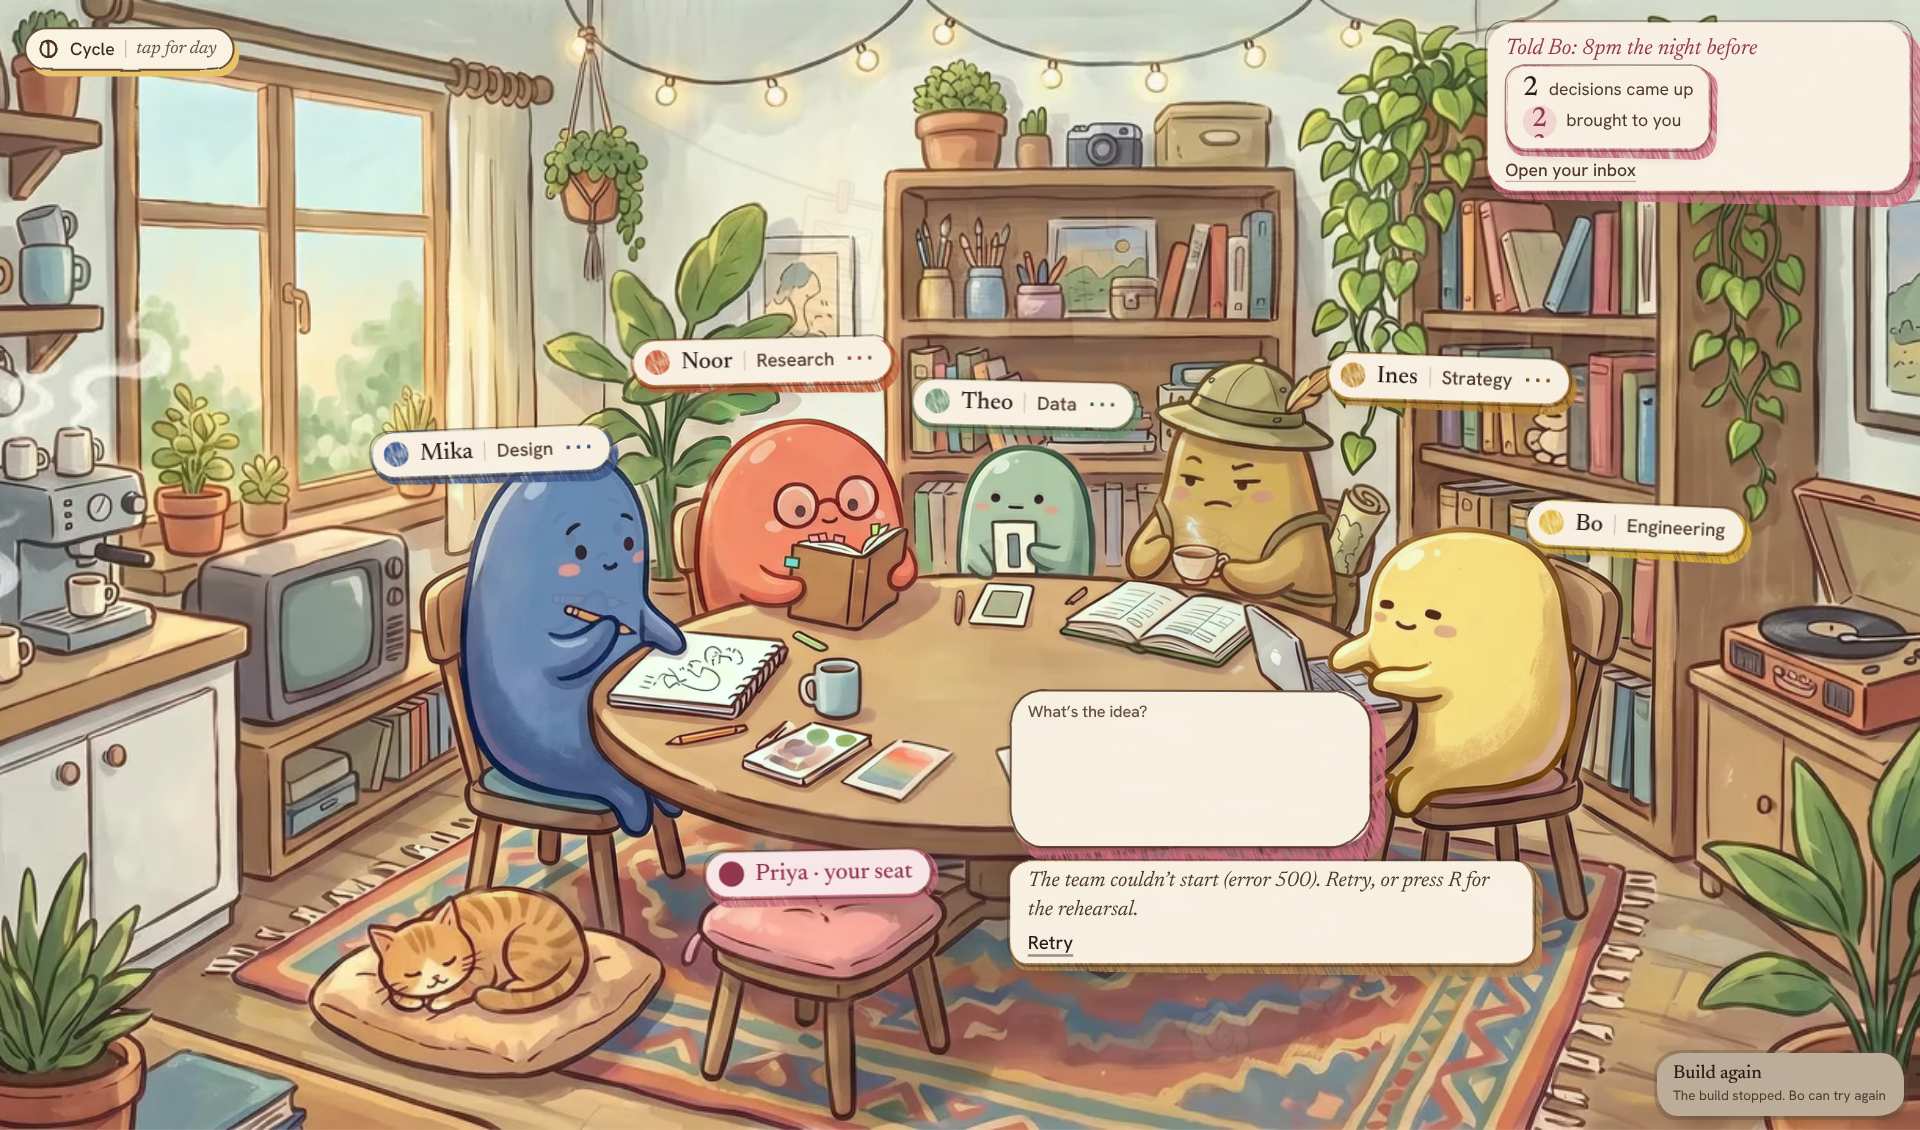 Cycle | tap for day
Told Bo: 8pm the night before
2 decisions came up
2 brought to you
Open your inbox
Noor | Research ...
Ines | Strategy ...
Theo | Data ...
Mika | Design ...
Bo | Engineering
What's the idea?
Priya · your seat
The team couldn't start (error 500). Retry, or press R for
the rehearsal.
Retry
Build again
The build stopped. Bo can try again